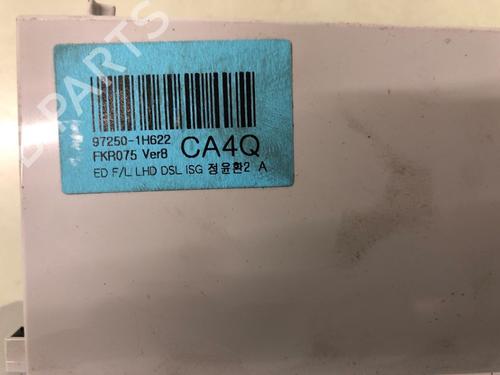 97250-1H622
FKR075 Ver8 CA4Q
ED F/L LHD DSL ISG 정윤환2 A
B-PARTS